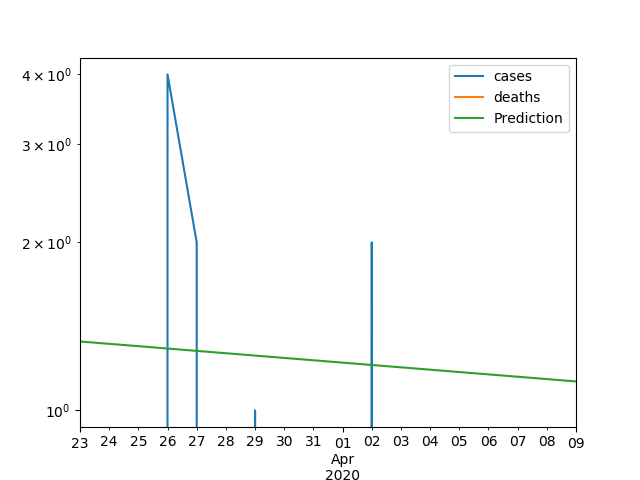 cases
deaths
Prediction
4 × 10⁰
3 × 10⁰
2 × 10⁰
10⁰
23 24 25 26 27 28 29 30 31 01 02 03 04 05 06 07 08 09
Apr
2020